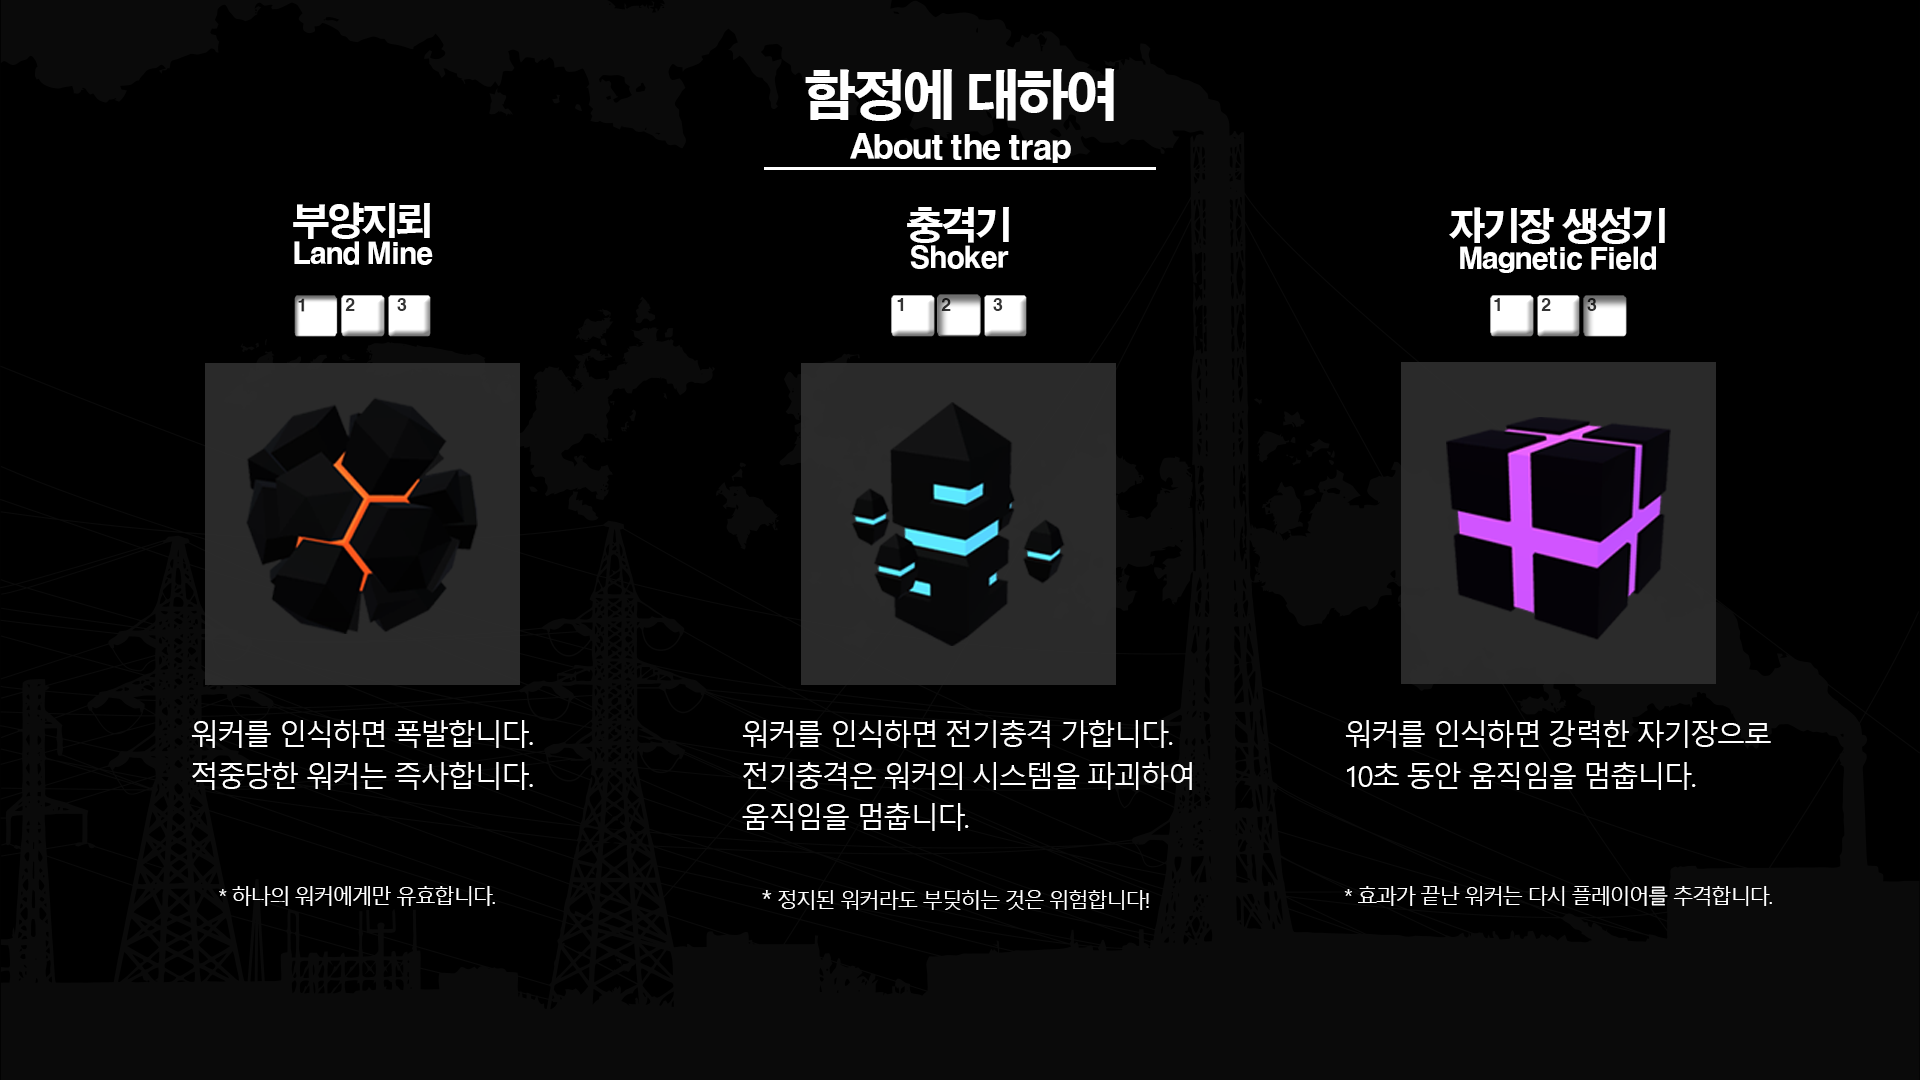 함정에 대하여
About the trap
부양지뢰
Land Mine
1 2 3
워커를 인식하면 폭발합니다.
적중당한 워커는 즉사합니다.
* 하나의 워커에게만 유효합니다.
충격기
Shoker
1 2 3
워커를 인식하면 전기충격 가합니다.
전기충격은 워커의 시스템을 파괴하여
움직임을 멈춥니다.
* 정지된 워커라도 부딪히는 것은 위험합니다!
자기장 생성기
Magnetic Field
1 2 3
워커를 인식하면 강력한 자기장으로
10초 동안 움직임을 멈춥니다.
* 효과가 끝난 워커는 다시 플레이어를 추격합니다.